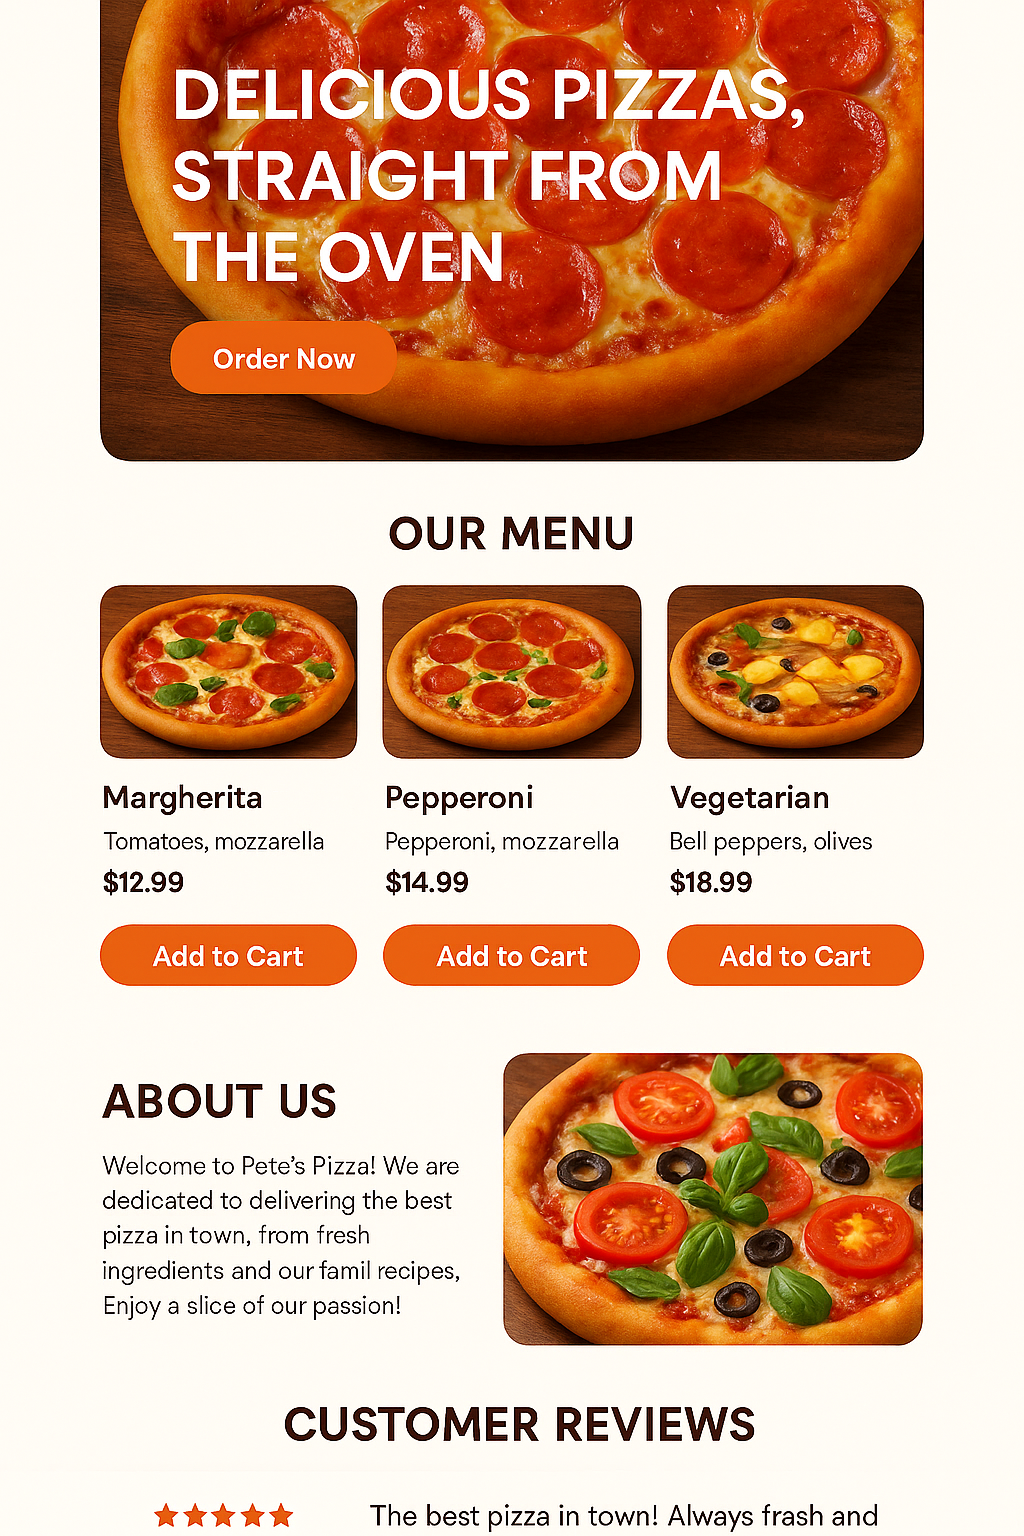 DELICIOUS PIZZAS,
STRAIGHT FROM
THE OVEN
Order Now
OUR MENU
Margherita
Tomatoes, mozzarella
$12.99
Add to Cart
Pepperoni
Pepperoni, mozzarella
$14.99
Add to Cart
Vegetarian
Bell peppers, olives
$18.99
Add to Cart
ABOUT US
Welcome to Pete's Pizza! We are
dedicated to delivering the best
pizza in town, from fresh
ingredients and our famil recipes,
Enjoy a slice of our passion!
CUSTOMER REVIEWS
The best pizza in town! Always frash and